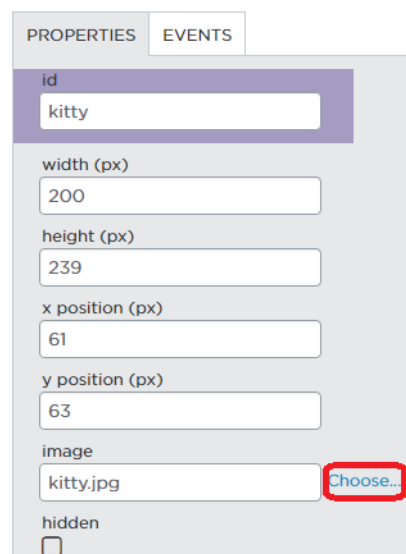 PROPERTIES EVENTS
id
kitty
width (px)
200
height (px)
239
x position (px)
61
y position (px)
63
image
kitty.jpg Choose...
hidden